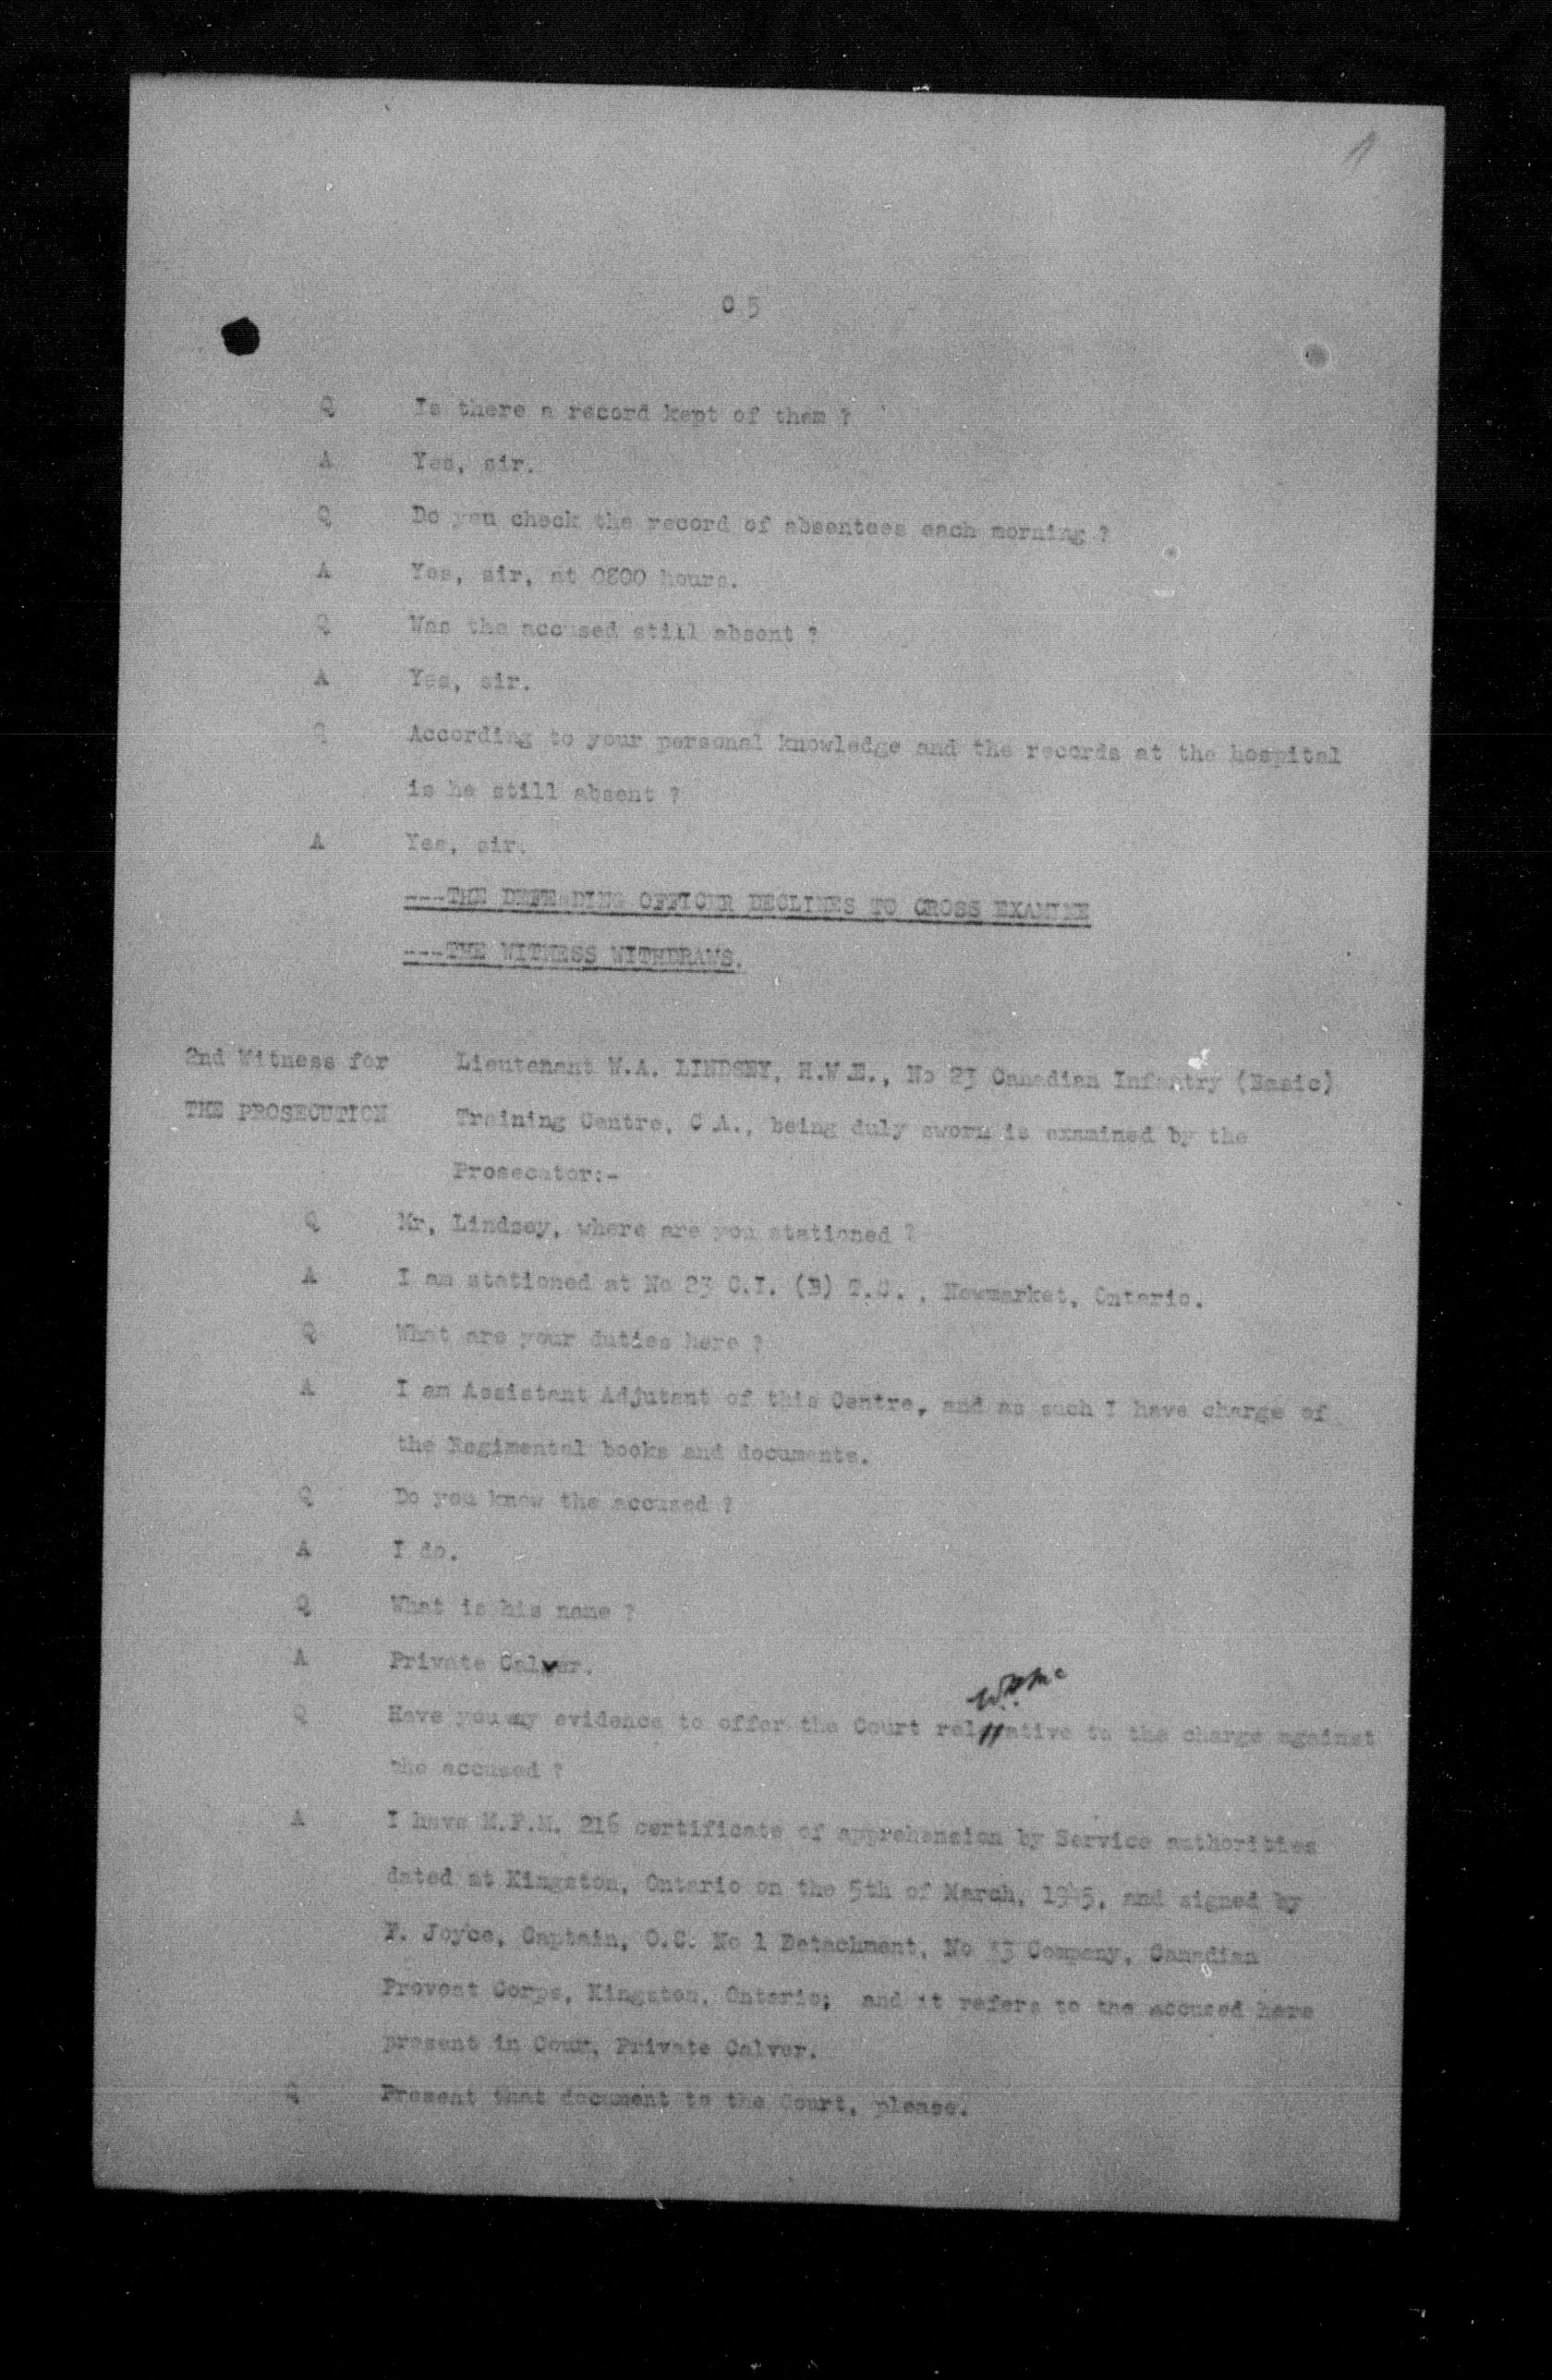 C 5
Q Is there a record kept of them ?
A Yes, sir.
Q Do you check the record of absentees each morning ?
A Yes, sir, at 0800 hours.
Q Was the accused still absent ?
A Yes, sir.
Q According to your personal knowledge and the records at the hospital
is he still absent ?
A Yes, sir.
---THE DEFENDING OFFICER DECLINES TO CROSS EXAMINE
---THE WITNESS WITHDRAWS.
2nd Witness for Lieutenant W.A. LINDSEY, H.W.E., No 23 Canadian Infantry (Basic)
THE PROSECUTION Training Centre, C.A., being duly sworn is examined by the
Prosecutor:-
Q Mr, Lindsey, where are you stationed ?
A I am stationed at No 23 C.I. (B) T.C., Newmarket, Ontario.
Q What are your duties here ?
A I am Assistant Adjutant of this Centre, and as such I have charge of
the Regimental books and documents.
Q Do you know the accused ?
A I do.
Q What is his name ?
A Private Calver.
Q Have you any evidence to offer the Court relative to the charge against
the accused ?
A I have M.F.M. 216 certificate of apprehension by Service authorities
dated at Kingston, Ontario on the 5th of March, 1945, and signed by
F. Joyce, Captain, O.C. No 1 Detachment, No 33 Company, Canadian
Provost Corps, Kingston, Ontario; and it refers to the accused here
present in Cour, Private Calver.
Q Present that document to the Court, please.